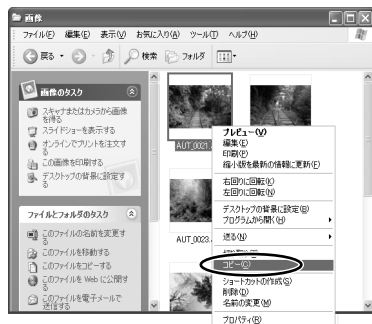 画像
ファイル(F) 編集(E) 表示(V) お気に入り(A) ツール(T) ヘルプ(H)
戻る 検索 フォルダ
画像のタスク
スキャナまたはカメラから画像
を得る
スライドショーを表示する
オンラインでプリントを注文す
る
この画像を印刷する
デスクトップの背景に設定す
る
ファイルとフォルダのタスク
このファイルの名前を変更す
る
このファイルを移動する
このファイルをコピーする
このファイルを Web に公開す
る
このファイルを電子メールで
送信する
AUT_0021.
AUT_0023.
プレビュー(V)
編集(E)
印刷(P)
縮小版を最新の情報に更新(F)
右回りに回転(K)
左回りに回転(N)
デスクトップの背景に設定(B)
プログラムから開く(H)
送る(N)
コピー(C)
ショートカットの作成(S)
削除(D)
名前の変更(M)
プロパティ(R)